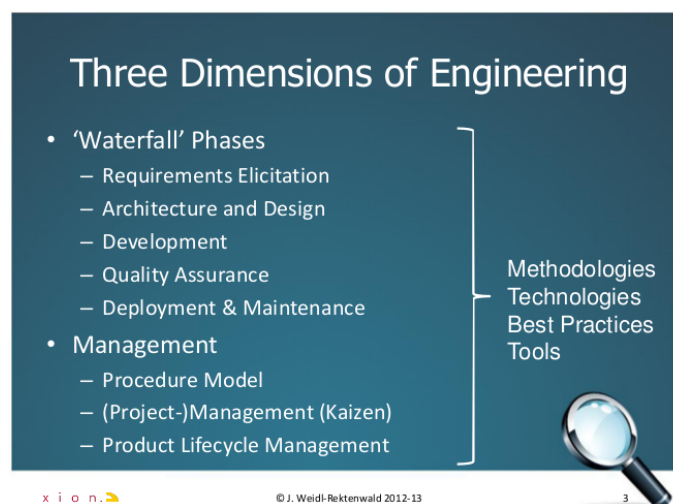 Three Dimensions of Engineering
• ‘Waterfall’ Phases
– Requirements Elicitation
– Architecture and Design
– Development
– Quality Assurance
– Deployment & Maintenance
• Management
– Procedure Model
– (Project-)Management (Kaizen)
– Product Lifecycle Management
Methodologies
Technologies
Best Practices
Tools
x i o n.
© J. Weidl-Rektenwald 2012-13
3